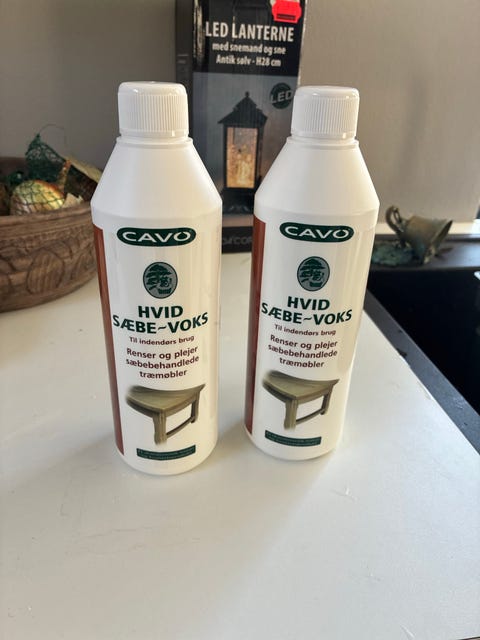 LED LANTERNE
med snemand og sne
Antik sølv - H28 cm
LED
CAVO
HVID
SÆBE~VOKS
Til indendørs brug
Renser og plejer
sæbebehandlede
træmøbler
CAVO
HVID
SÆBE~VOKS
Til indendørs brug
Renser og plejer
sæbebehandlede
træmøbler